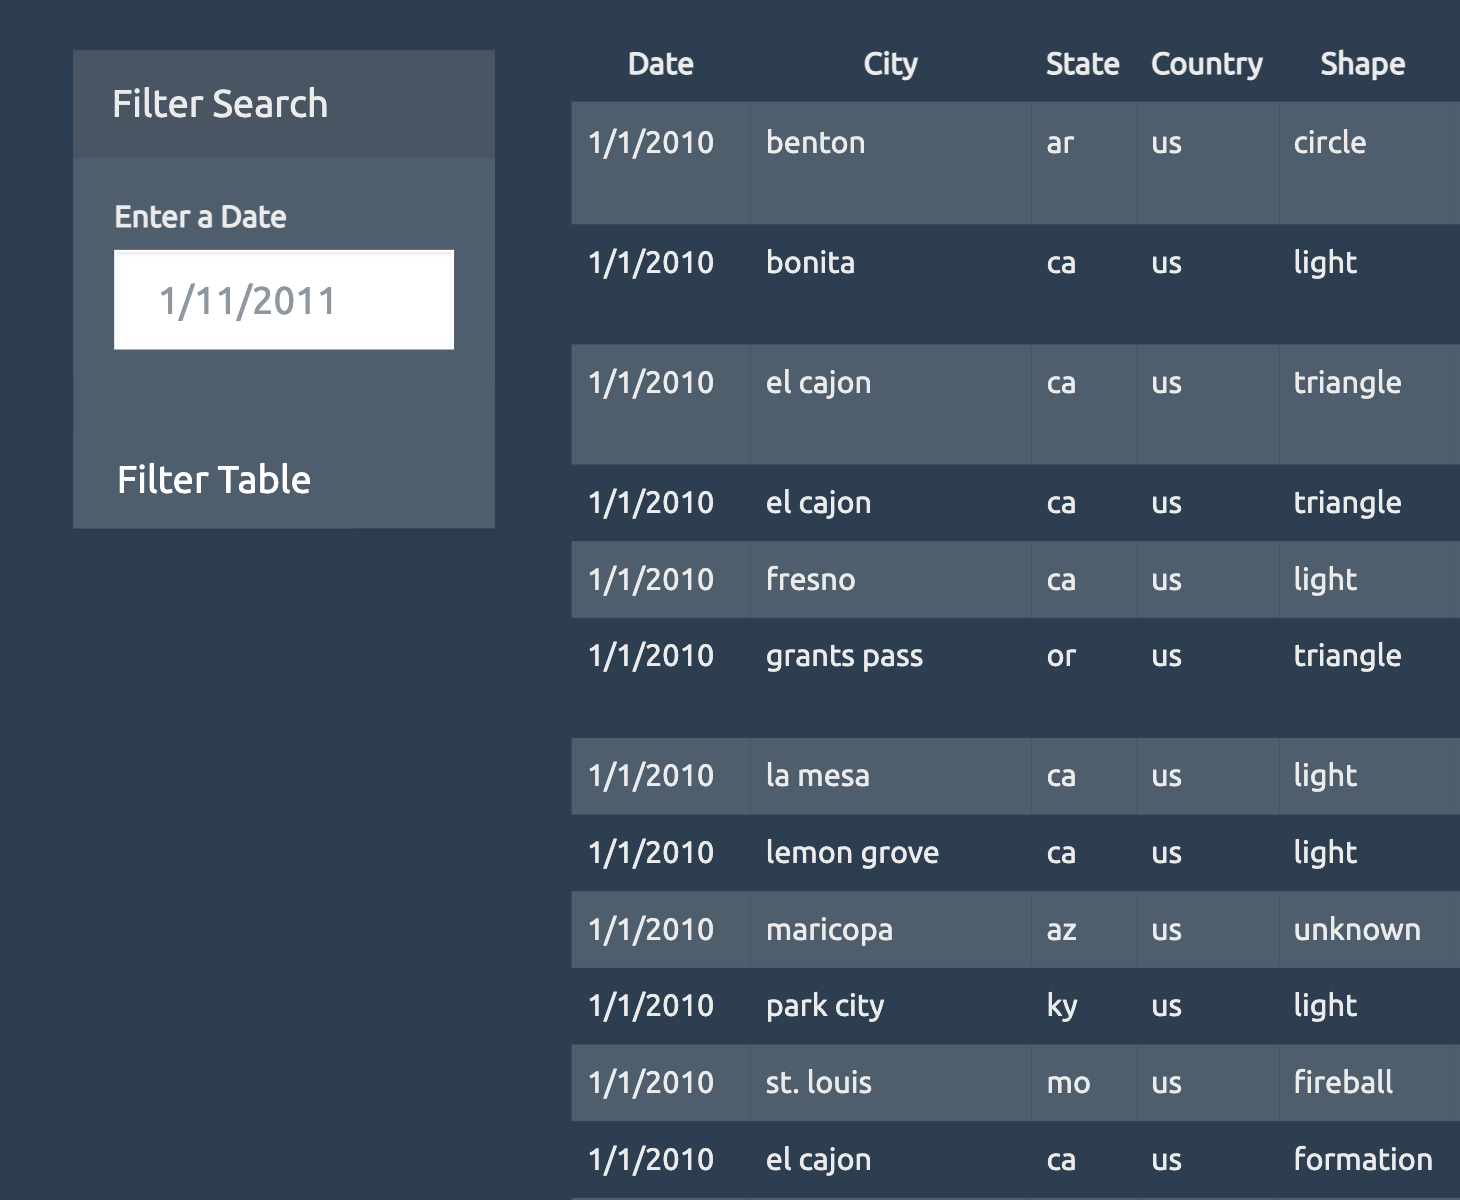 Filter Search
Enter a Date
1/11/2011
Filter Table
Date City State Country Shape
1/1/2010 benton ar us circle
1/1/2010 bonita ca us light
1/1/2010 el cajon ca us triangle
1/1/2010 el cajon ca us triangle
1/1/2010 fresno ca us light
1/1/2010 grants pass or us triangle
1/1/2010 la mesa ca us light
1/1/2010 lemon grove ca us light
1/1/2010 maricopa az us unknown
1/1/2010 park city ky us light
1/1/2010 st. louis mo us fireball
1/1/2010 el cajon ca us formation